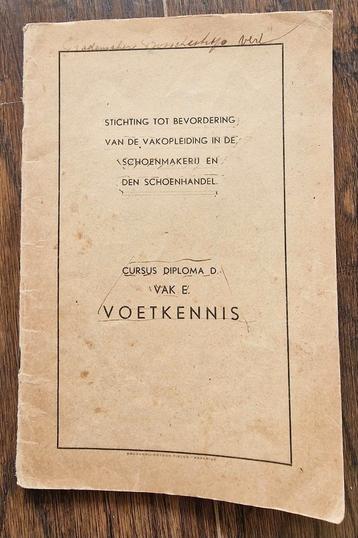 STICHTING TOT BEVORDERING
VAN DE VAKOPLEIDING IN DE
SCHOENMAKERIJ EN
DEN SCHOENHANDEL
CURSUS DIPLOMA D.
VAK E.
VOETKENNIS